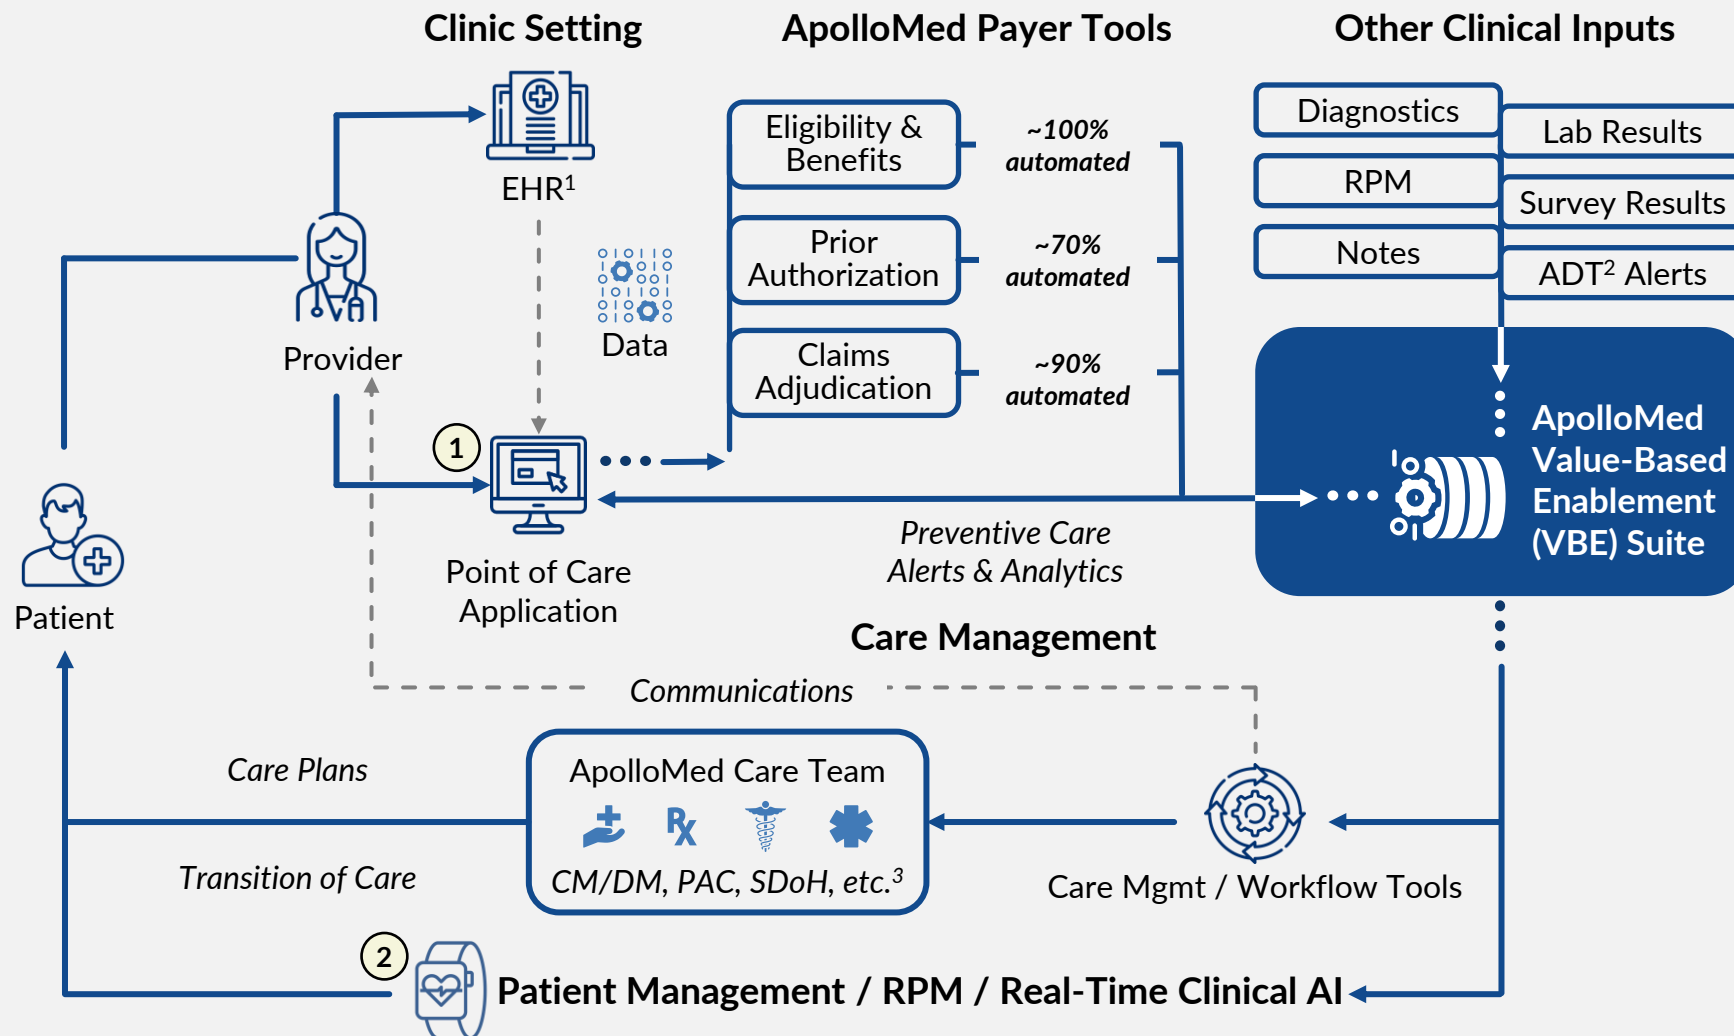 Clinic Setting
ApolloMed Payer Tools
Other Clinical Inputs
EHR¹
Provider
Patient
Data
1
Point of Care
Application
Eligibility &
Benefits
~100%
automated
Prior
Authorization
~70%
automated
Claims
Adjudication
~90%
automated
Diagnostics
Lab Results
RPM
Survey Results
Notes
ADT² Alerts
ApolloMed
Value-Based
Enablement
(VBE) Suite
Preventive Care
Alerts & Analytics
Care Management
Communications
Care Plans
Transition of Care
ApolloMed Care Team
Rx
CM/DM, PAC, SDoH, etc.³
Care Mgmt / Workflow Tools
2
Patient Management / RPM / Real-Time Clinical AI